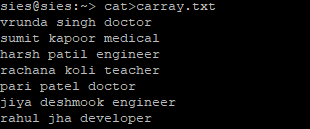 sies@sies:~> cat>carray.txt
vrunda singh doctor
sumit kapoor medical
harsh patil engineer
rachana koli teacher
pari patel doctor
jiya deshmook engineer
rahul jha developer